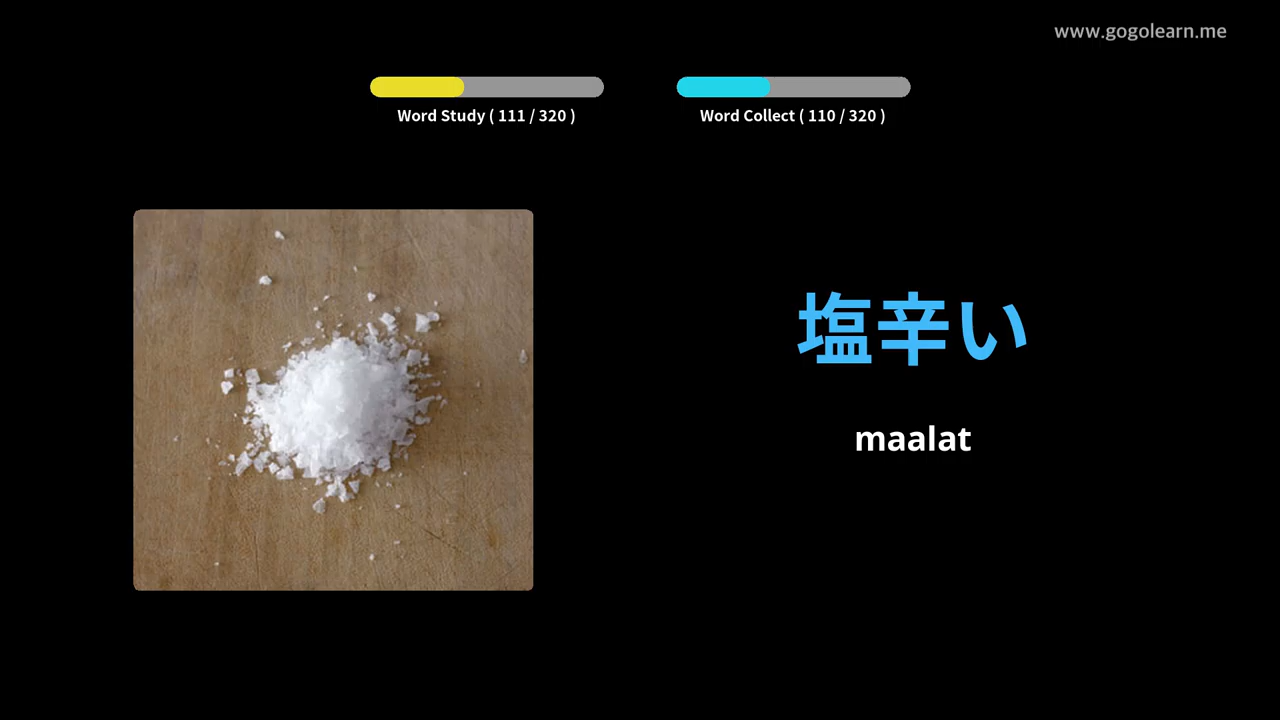 www.gogolearn.me
Word Study ( 111 / 320 )
Word Collect ( 110 / 320 )
塩辛い
maalat